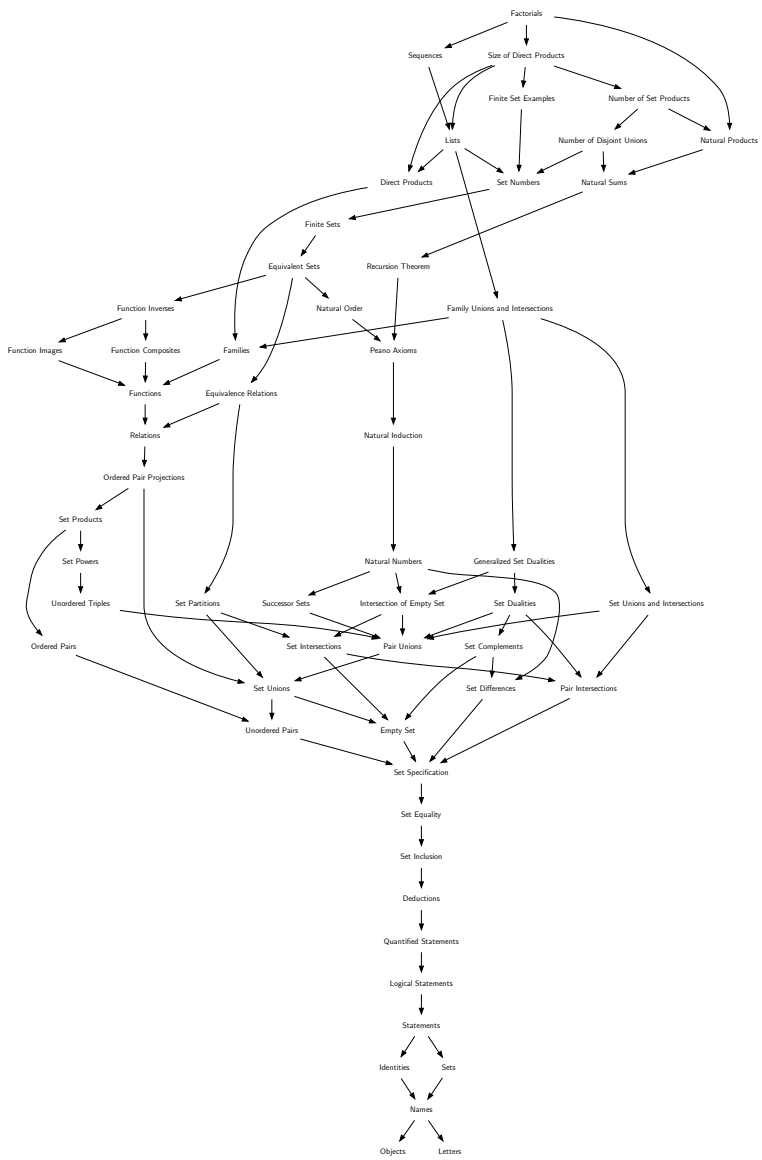 Factorials
Sequences
Size of Direct Products
Finite Set Examples
Number of Set Products
Lists
Number of Disjoint Unions
Natural Products
Direct Products
Set Numbers
Natural Sums
Finite Sets
Equivalent Sets
Recursion Theorem
Function Inverses
Natural Order
Family Unions and Intersections
Function Images
Function Composites
Families
Peano Axioms
Functions
Equivalence Relations
Relations
Natural Induction
Ordered Pair Projections
Set Products
Set Powers
Natural Numbers
Generalized Set Dualities
Unordered Triples
Set Partitions
Successor Sets
Intersection of Empty Set
Set Dualities
Set Unions and Intersections
Ordered Pairs
Set Intersections
Pair Unions
Set Complements
Set Unions
Set Differences
Pair Intersections
Unordered Pairs
Empty Set
Set Specification
Set Equality
Set Inclusion
Deductions
Quantified Statements
Logical Statements
Statements
Identities
Sets
Names
Objects
Letters